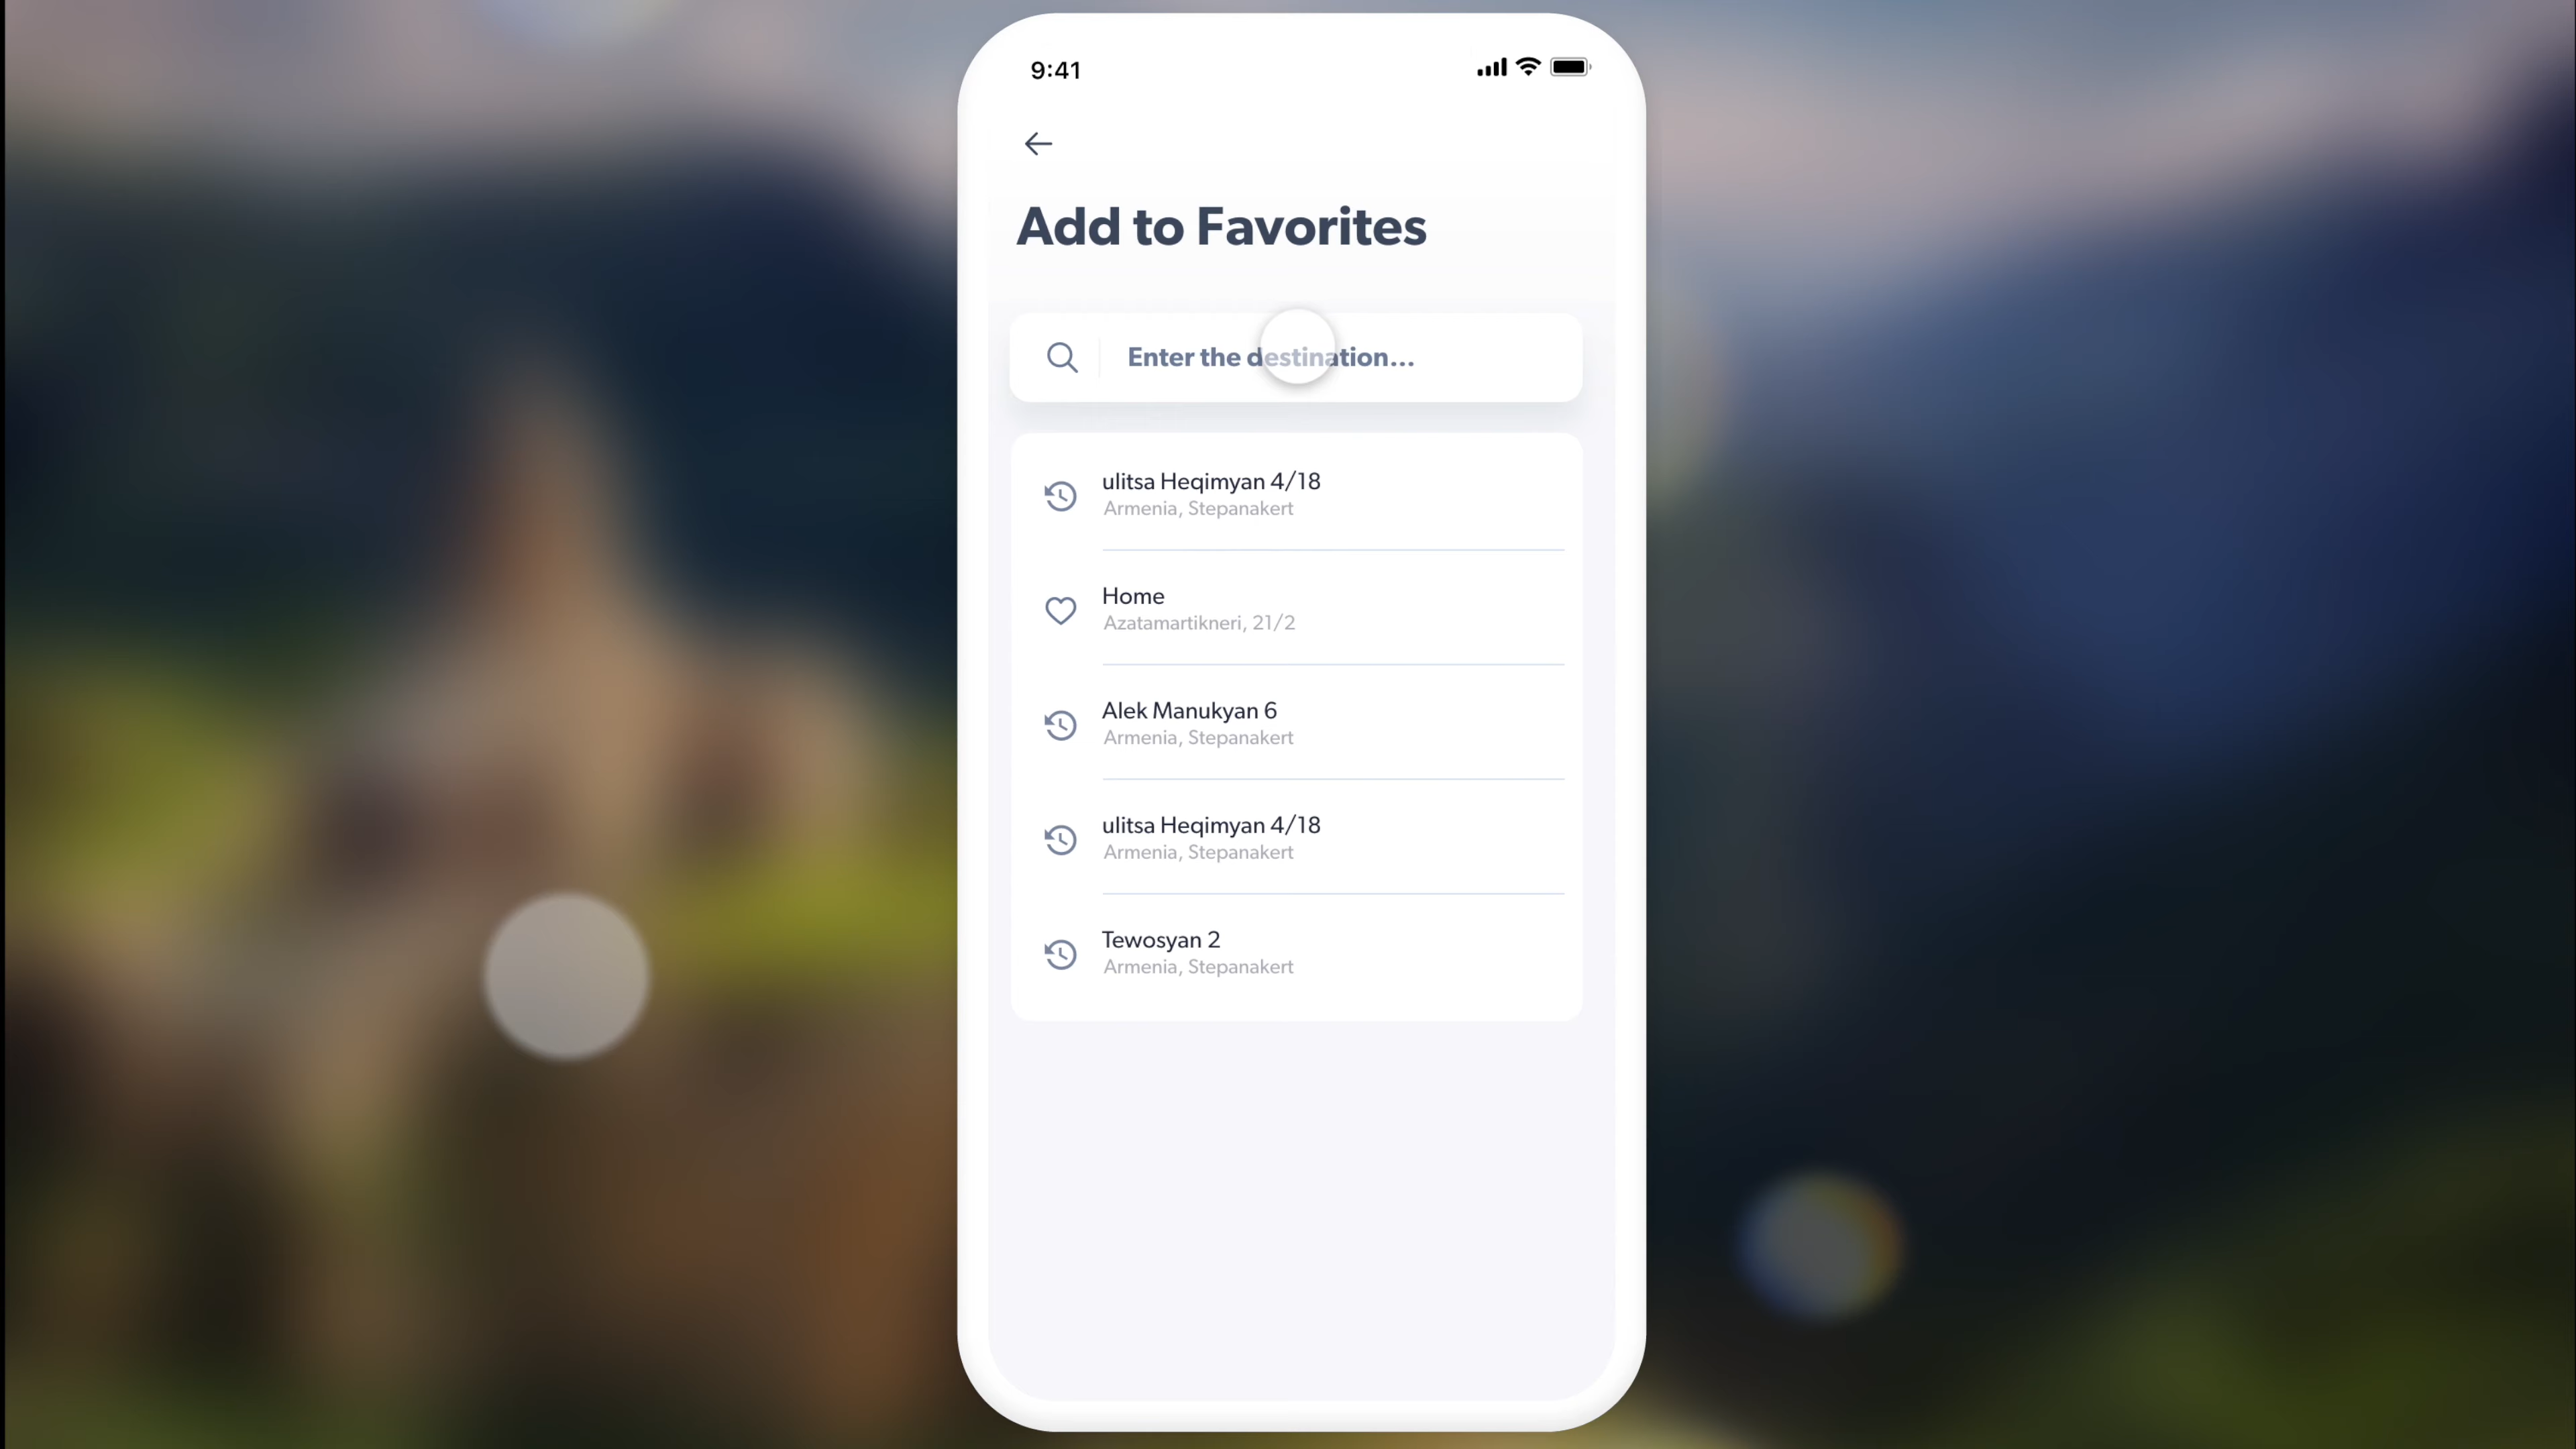 9:41
Add to Favorites
Enter the destination...
ulitsa Heqimyan 4/18
Armenia, Stepanakert
Home
Azatamartikneri, 21/2
Alek Manukyan 6
Armenia, Stepanakert
ulitsa Heqimyan 4/18
Armenia, Stepanakert
Tewosyan 2
Armenia, Stepanakert